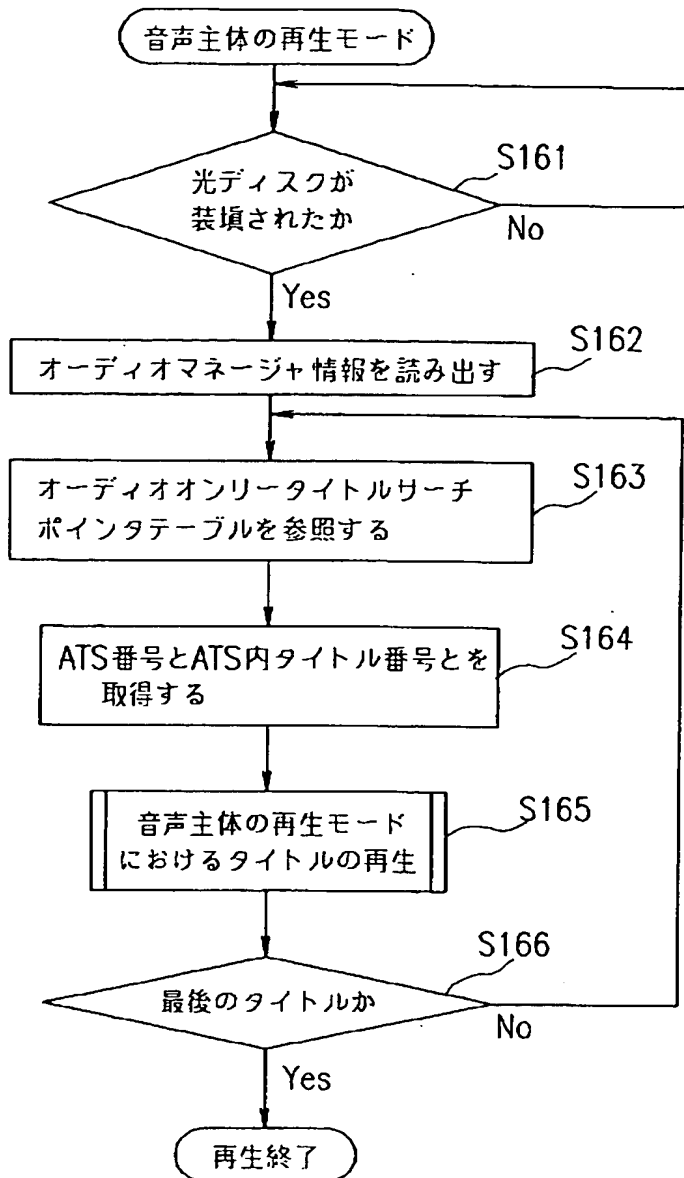 音声主体の再生モード
光ディスクが
装填されたか
S161
No
Yes
S162
オーディオマネージャ情報を読み出す
S163
オーディオオンリータイトルサーチ
ポインタテーブルを参照する
S164
ATS番号とATS内タイトル番号とを
取得する
S165
音声主体の再生モード
におけるタイトルの再生
S166
最後のタイトルか
No
Yes
再生終了